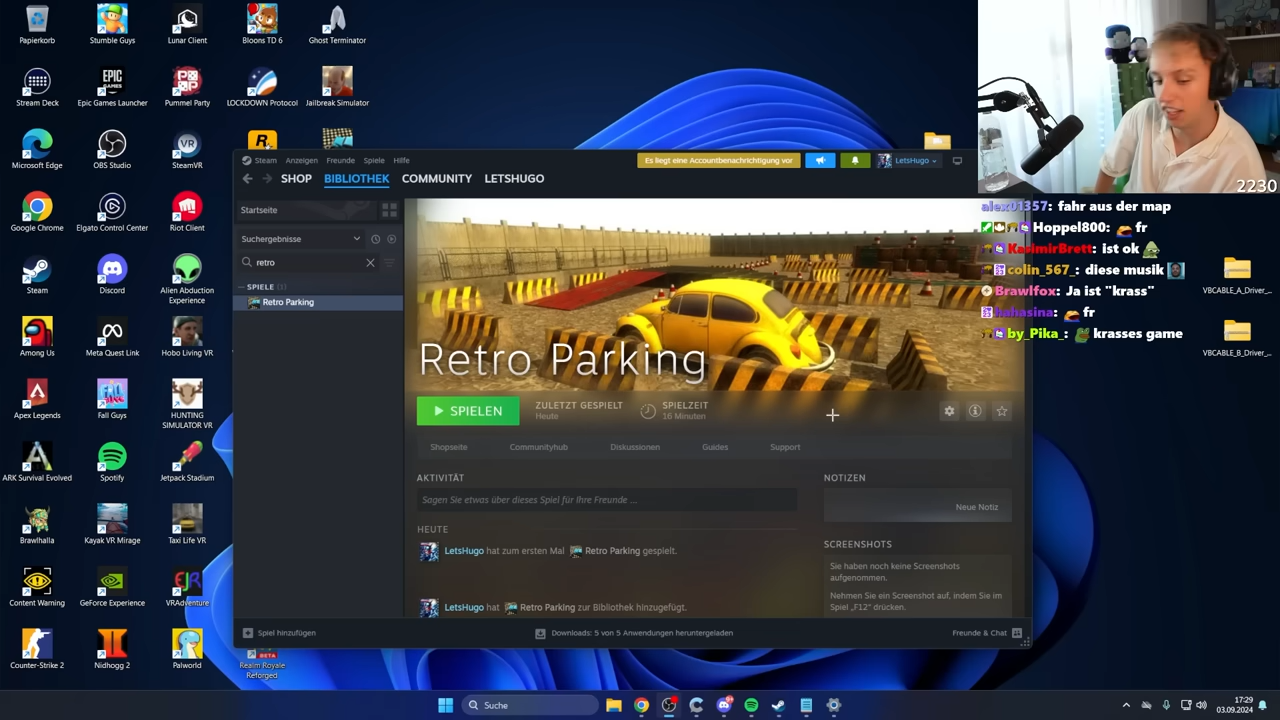 Papierkorb
Stumble Guys
Lunar Client
Bloons TD 6
Ghost Terminator
Stream Deck
Epic Games Launcher
Pummel Party
LOCKDOWN Protocol
Jailbreak Simulator
Microsoft Edge
OBS Studio
SteamVR
Google Chrome
Elgato Control Center
Riot Client
Steam
Discord
Alien Abduction
Experience
Among Us
Meta Quest Link
Hobo Living VR
Apex Legends
Fall Guys
HUNTING
SIMULATOR VR
ARK Survival Evolved
Spotify
Jetpack Stadium
Brawlhalla
Kayak VR Mirage
Taxi Life VR
Content Warning
GeForce Experience
VRAdventure
Counter-Strike 2
Nidhogg 2
Palworld
Realm Royale
Reforged
Steam Anzeigen Freunde Spiele Hilfe
Es liegt eine Accountbenachrichtigung vor
LetsHugo
SHOP BIBLIOTHEK COMMUNITY LETSHUGO
Startseite
Suchergebnisse
retro
SPIELE (1)
Retro Parking
Retro Parking
SPIELEN
ZULETZT GESPIELT
Heute
SPIELZEIT
16 Minuten
Shopseite Communityhub Diskussionen Guides Support
AKTIVITÄT
Sagen Sie etwas über dieses Spiel für Ihre Freunde ...
HEUTE
LetsHugo hat zum ersten Mal Retro Parking gespielt.
LetsHugo hat Retro Parking zur Bibliothek hinzugefügt.
NOTIZEN
Neue Notiz
SCREENSHOTS
Sie haben noch keine Screenshots
aufgenommen.
Nehmen Sie ein Screenshot auf, indem Sie im
Spiel „F12" drücken.
Spiel hinzufügen
Downloads: 5 von 5 Anwendungen heruntergeladen
Freunde & Chat
2230
alex01357: fahr aus der map
Hoppel800: fr
KasimirBrett: ist ok
colin_567_: diese musik
Brawlfox: Ja ist "krass"
hahasina: fr
by_Pika_: krasses game
VBCABLE_A_Driver_...
VBCABLE_B_Driver_...
Suche
17:29
03.09.2024